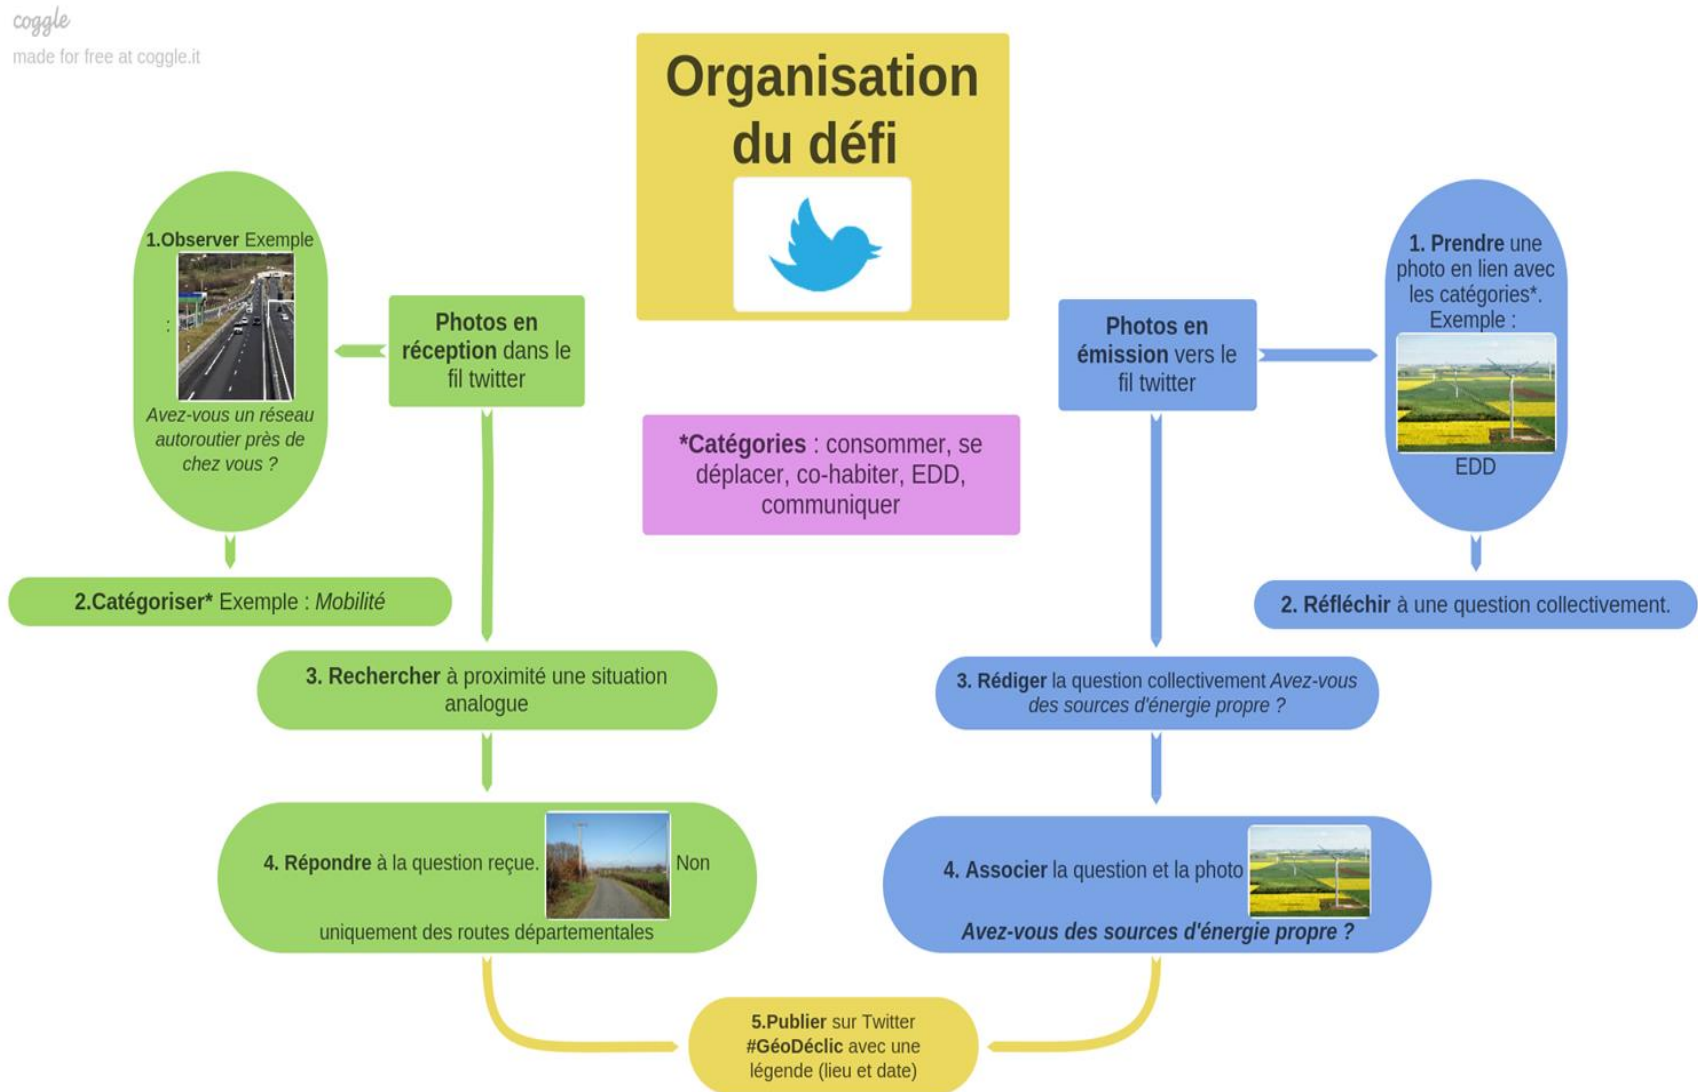 coggle
made for free at coggle.it
Organisation
du défi
1.Observer Exemple
:
Avez-vous un réseau
autoroutier près de
chez vous ?
Photos en
réception dans le
fil twitter
Photos en
émission vers le
fil twitter
1. Prendre une
photo en lien avec
les catégories*.
Exemple :
EDD
*Catégories : consommer, se
déplacer, co-habiter, EDD,
communiquer
2.Catégoriser* Exemple : Mobilité
2. Réfléchir à une question collectivement.
3. Rechercher à proximité une situation
analogue
3. Rédiger la question collectivement Avez-vous
des sources d'énergie propre ?
4. Répondre à la question reçue. Non
uniquement des routes départementales
4. Associer la question et la photo
Avez-vous des sources d'énergie propre ?
5.Publier sur Twitter
#GéoDéclic avec une
légende (lieu et date)